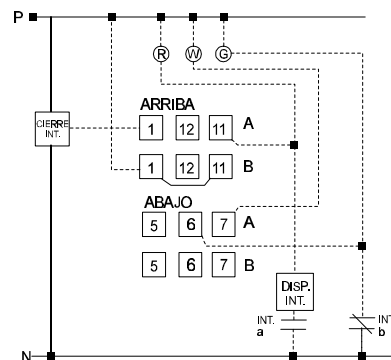 P
R W G
CIERRE
INT.
ARRIBA
1 12 11 A
1 12 11 B
ABAJO
5 6 7 A
5 6 7 B
DISP.
INT.
INT.
a
INT
b
N